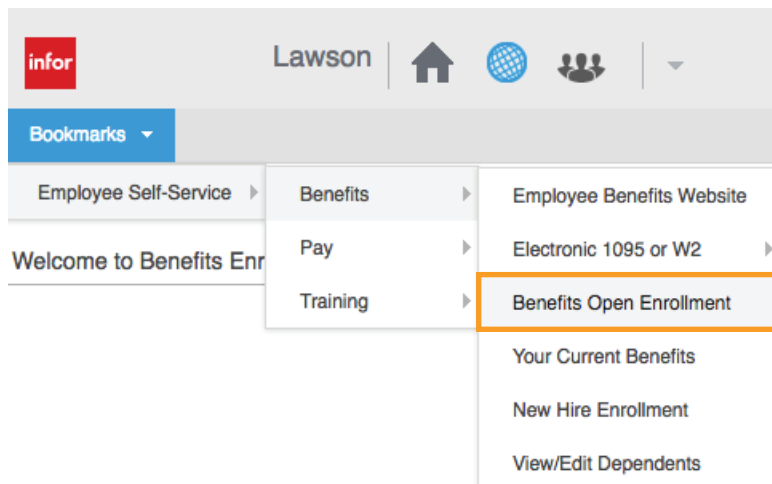 infor
Lawson
Bookmarks
Employee Self-Service
Benefits
Employee Benefits Website
Pay
Electronic 1095 or W2
Welcome to Benefits Enr
Training
Benefits Open Enrollment
Your Current Benefits
New Hire Enrollment
View/Edit Dependents